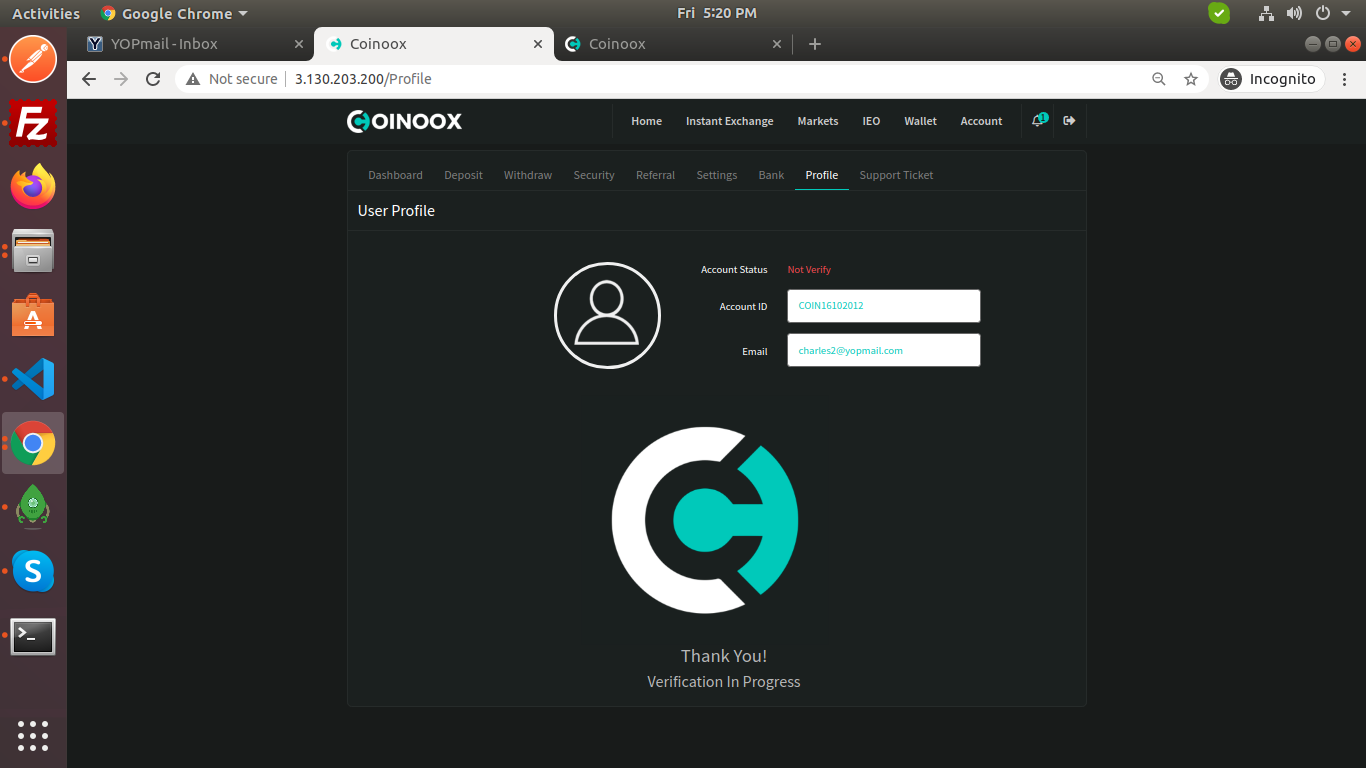 Activities Google Chrome Fri 5:20 PM
YOPmail - Inbox Coinoox Coinoox
Not secure 3.130.203.200/Profile Incognito
COINOOX Home Instant Exchange Markets IEO Wallet Account 1
Dashboard Deposit Withdraw Security Referral Settings Bank Profile Support Ticket
User Profile
Account Status Not Verify
Account ID COIN16102012
Email charles2@yopmail.com
Thank You!
Verification In Progress